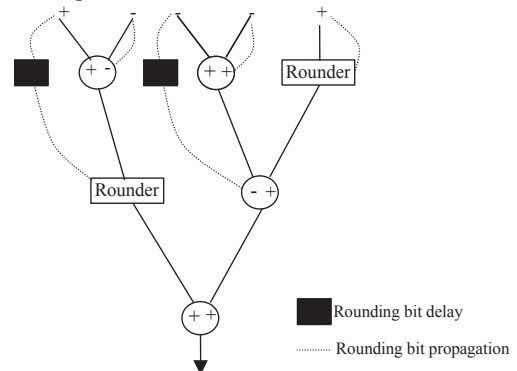 + - - - +
+ - + + Rounder
Rounder - +
+ +
Rounding bit delay
Rounding bit propagation